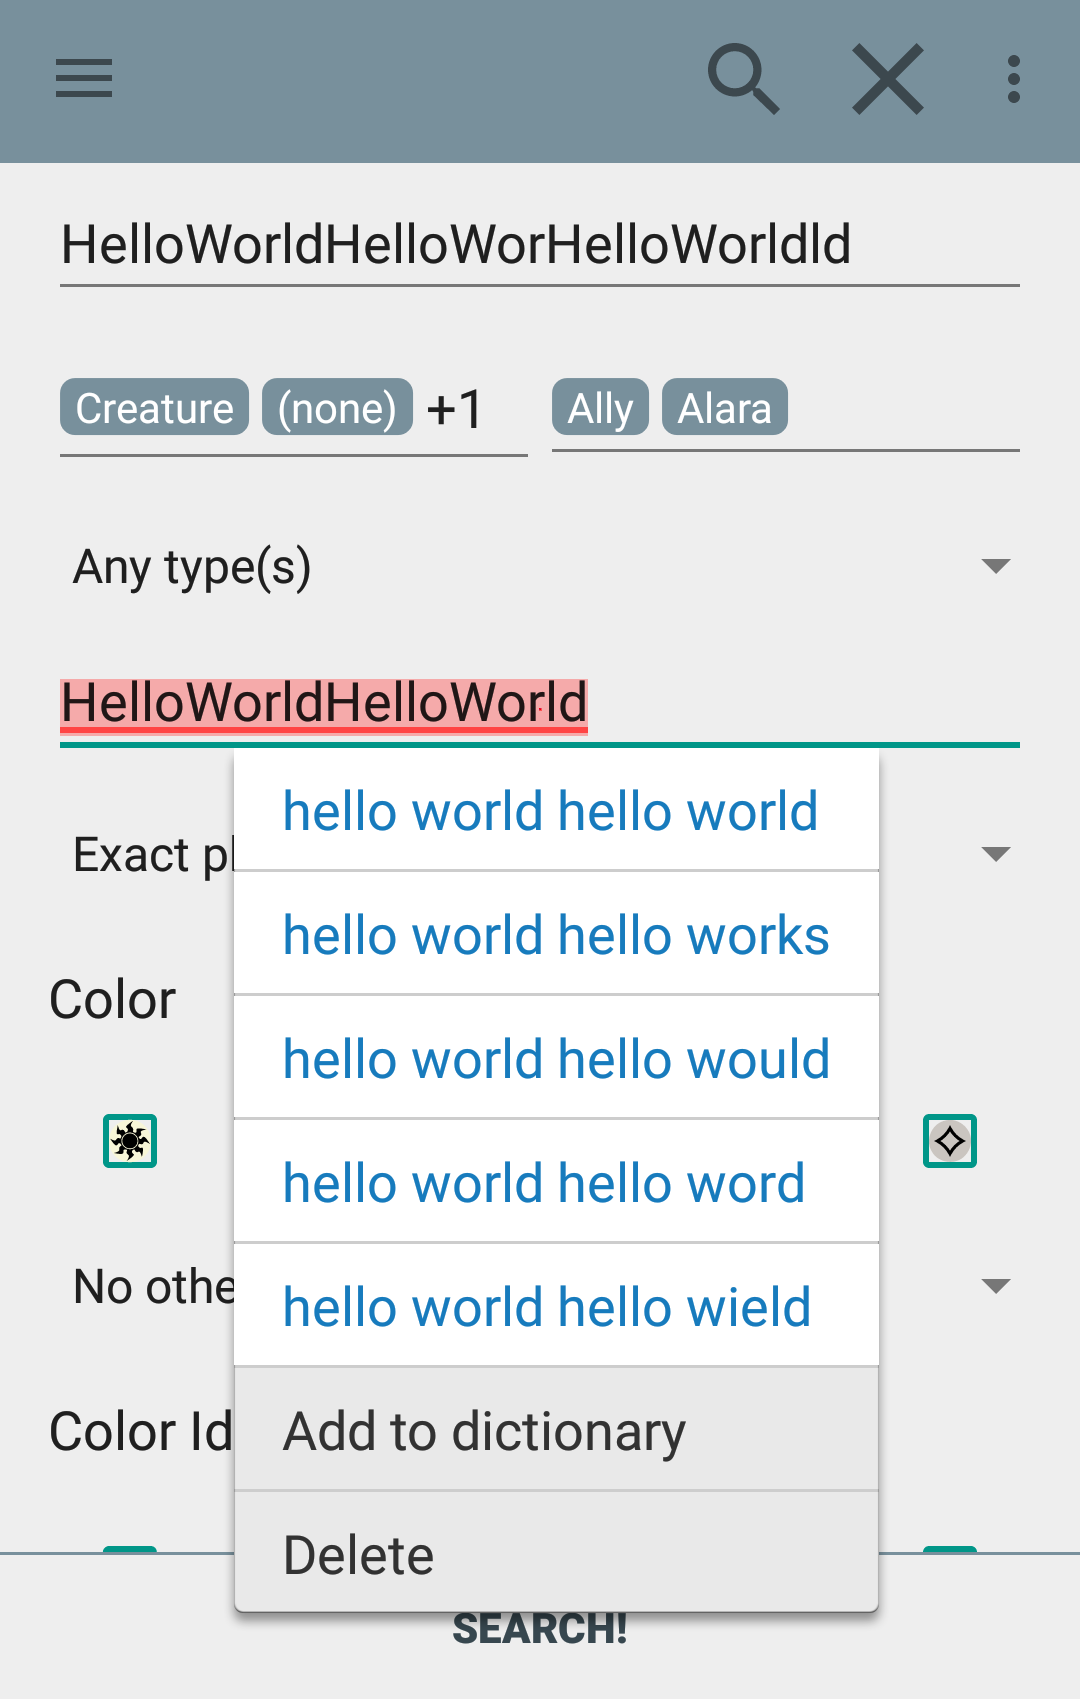 HelloWorldHelloWorHelloWorldld
Creature (none) +1 Ally Alara
Any type(s)
HelloWorldHelloWorld
hello world hello world
Exact pl
hello world hello works
Color
hello world hello would
hello world hello word
No othe
hello world hello wield
Color Id
Add to dictionary
Delete
SEARCH!